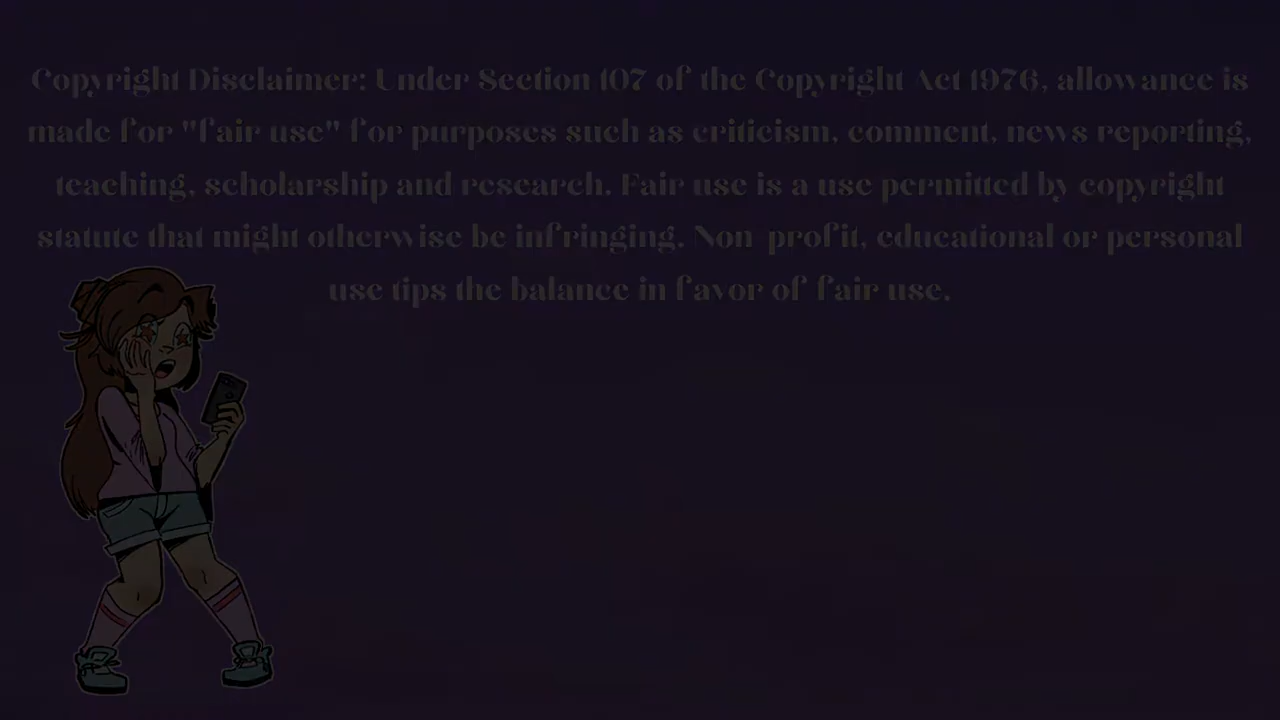 Copyright Disclaimer: Under Section 107 of the Copyright Act 1976, allowance is
made for "fair use" for purposes such as criticism, comment, news reporting,
teaching, scholarship and research. Fair use is a use permitted by copyright
statute that might otherwise be infringing. Non-profit, educational or personal
use tips the balance in favor of fair use.